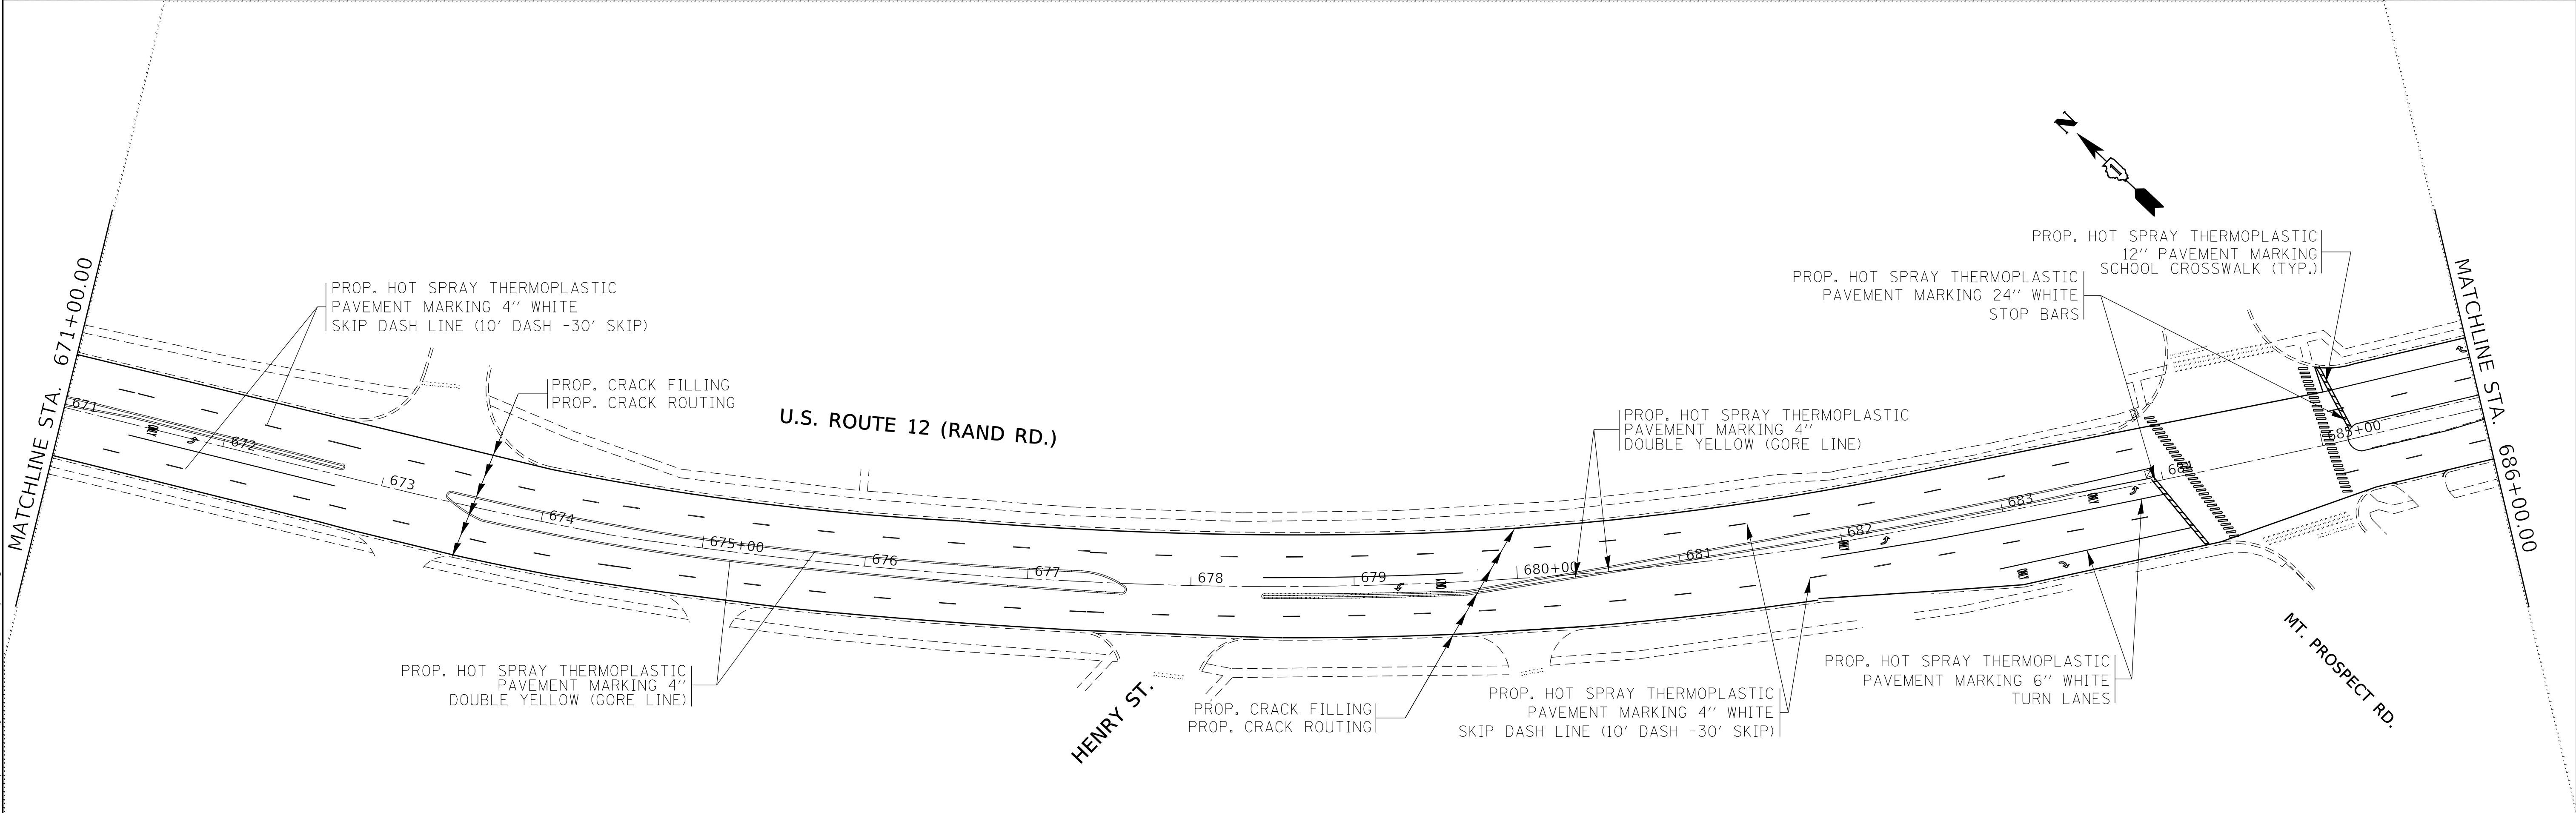 PROP. HOT SPRAY THERMOPLASTIC
12" PAVEMENT MARKING
SCHOOL CROSSWALK (TYP.)
PROP. HOT SPRAY THERMOPLASTIC
PAVEMENT MARKING 24" WHITE
STOP BARS
N
1
MATCHLINE STA. 671+00.00
PROP. HOT SPRAY THERMOPLASTIC
PAVEMENT MARKING 4" WHITE
SKIP DASH LINE (10' DASH -30' SKIP)
PROP. CRACK FILLING
PROP. CRACK ROUTING
U.S. ROUTE 12 (RAND RD.)
PROP. HOT SPRAY THERMOPLASTIC
PAVEMENT MARKING 4"
DOUBLE YELLOW (GORE LINE)
MATCHLINE STA. 686+00.00
671
ONLY
672
673
674
675+00
676
677
678
679
ONLY
680+00
681
ONLY
682
683
ONLY
ONLY
685+00
PROP. HOT SPRAY THERMOPLASTIC
PAVEMENT MARKING 4"
DOUBLE YELLOW (GORE LINE)
HENRY ST.
PROP. CRACK FILLING
PROP. CRACK ROUTING
PROP. HOT SPRAY THERMOPLASTIC
PAVEMENT MARKING 4" WHITE
SKIP DASH LINE (10' DASH -30' SKIP)
PROP. HOT SPRAY THERMOPLASTIC
PAVEMENT MARKING 6" WHITE
TURN LANES
MT. PROSPECT RD.